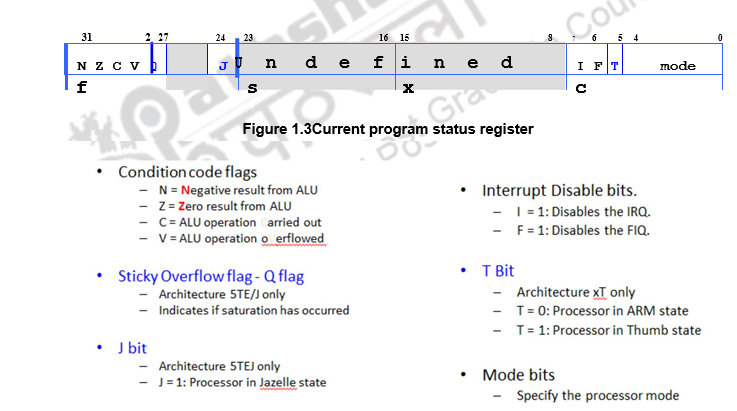 31 2 27 24 23 16 15 8 7 6 5 4 0
N Z C V Q J U n d e f i n e d I F T mode
f s x c
Figure 1.3Current program status register
• Condition code flags
– N = Negative result from ALU
– Z = Zero result from ALU
– C = ALU operation arried out
– V = ALU operation o erflowed
• Sticky Overflow flag - Q flag
– Architecture 5TE/J only
– Indicates if saturation has occurred
• J bit
– Architecture 5TEJ only
– J = 1: Processor in Jazelle state
• Interrupt Disable bits.
– I = 1: Disables the IRQ.
– F = 1: Disables the FIQ.
• T Bit
– Architecture xT only
– T = 0: Processor in ARM state
– T = 1: Processor in Thumb state
• Mode bits
– Specify the processor mode